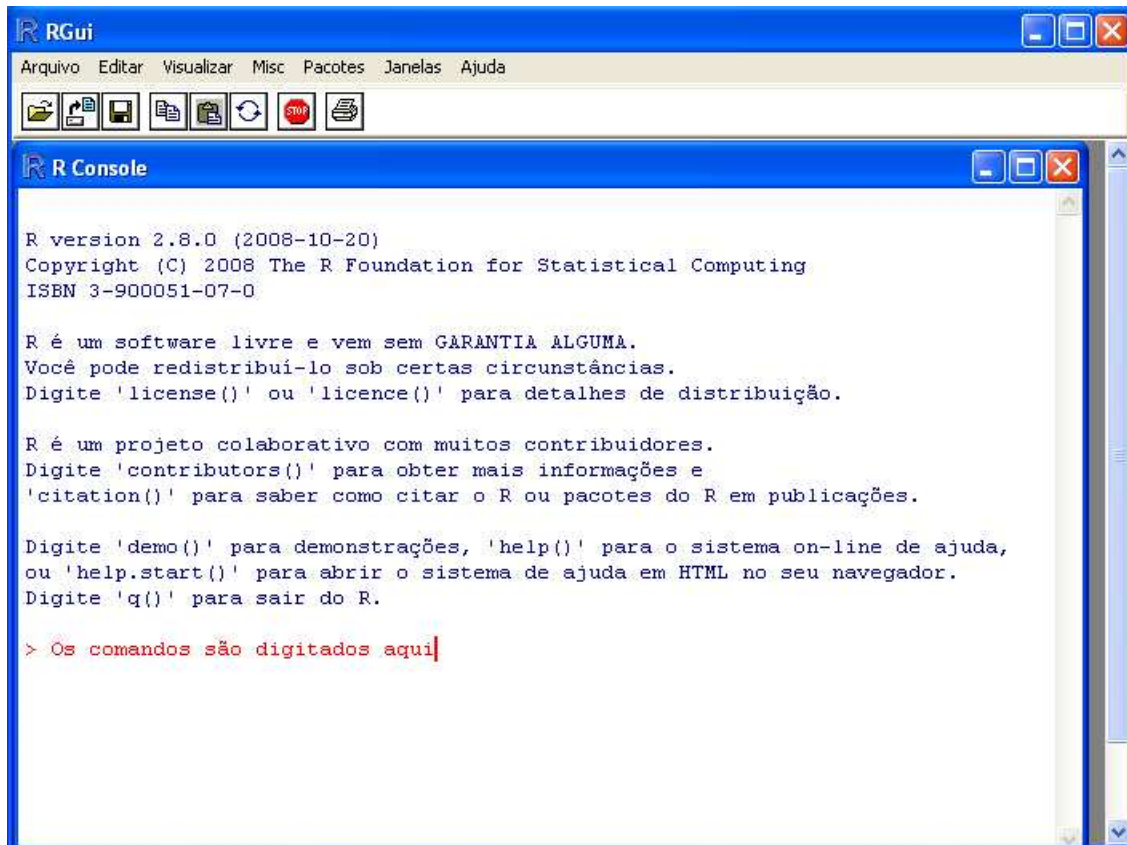 RGui
Arquivo Editar Visualizar Misc Pacotes Janelas Ajuda
STOP
R Console
R version 2.8.0 (2008-10-20)
Copyright (C) 2008 The R Foundation for Statistical Computing
ISBN 3-900051-07-0
R é um software livre e vem sem GARANTIA ALGUMA.
Você pode redistribuí-lo sob certas circunstâncias.
Digite 'license()' ou 'licence()' para detalhes de distribuição.
R é um projeto colaborativo com muitos contribuidores.
Digite 'contributors()' para obter mais informações e
'citation()' para saber como citar o R ou pacotes do R em publicações.
Digite 'demo()' para demonstrações, 'help()' para o sistema on-line de ajuda,
ou 'help.start()' para abrir o sistema de ajuda em HTML no seu navegador.
Digite 'q()' para sair do R.
> Os comandos são digitados aqui